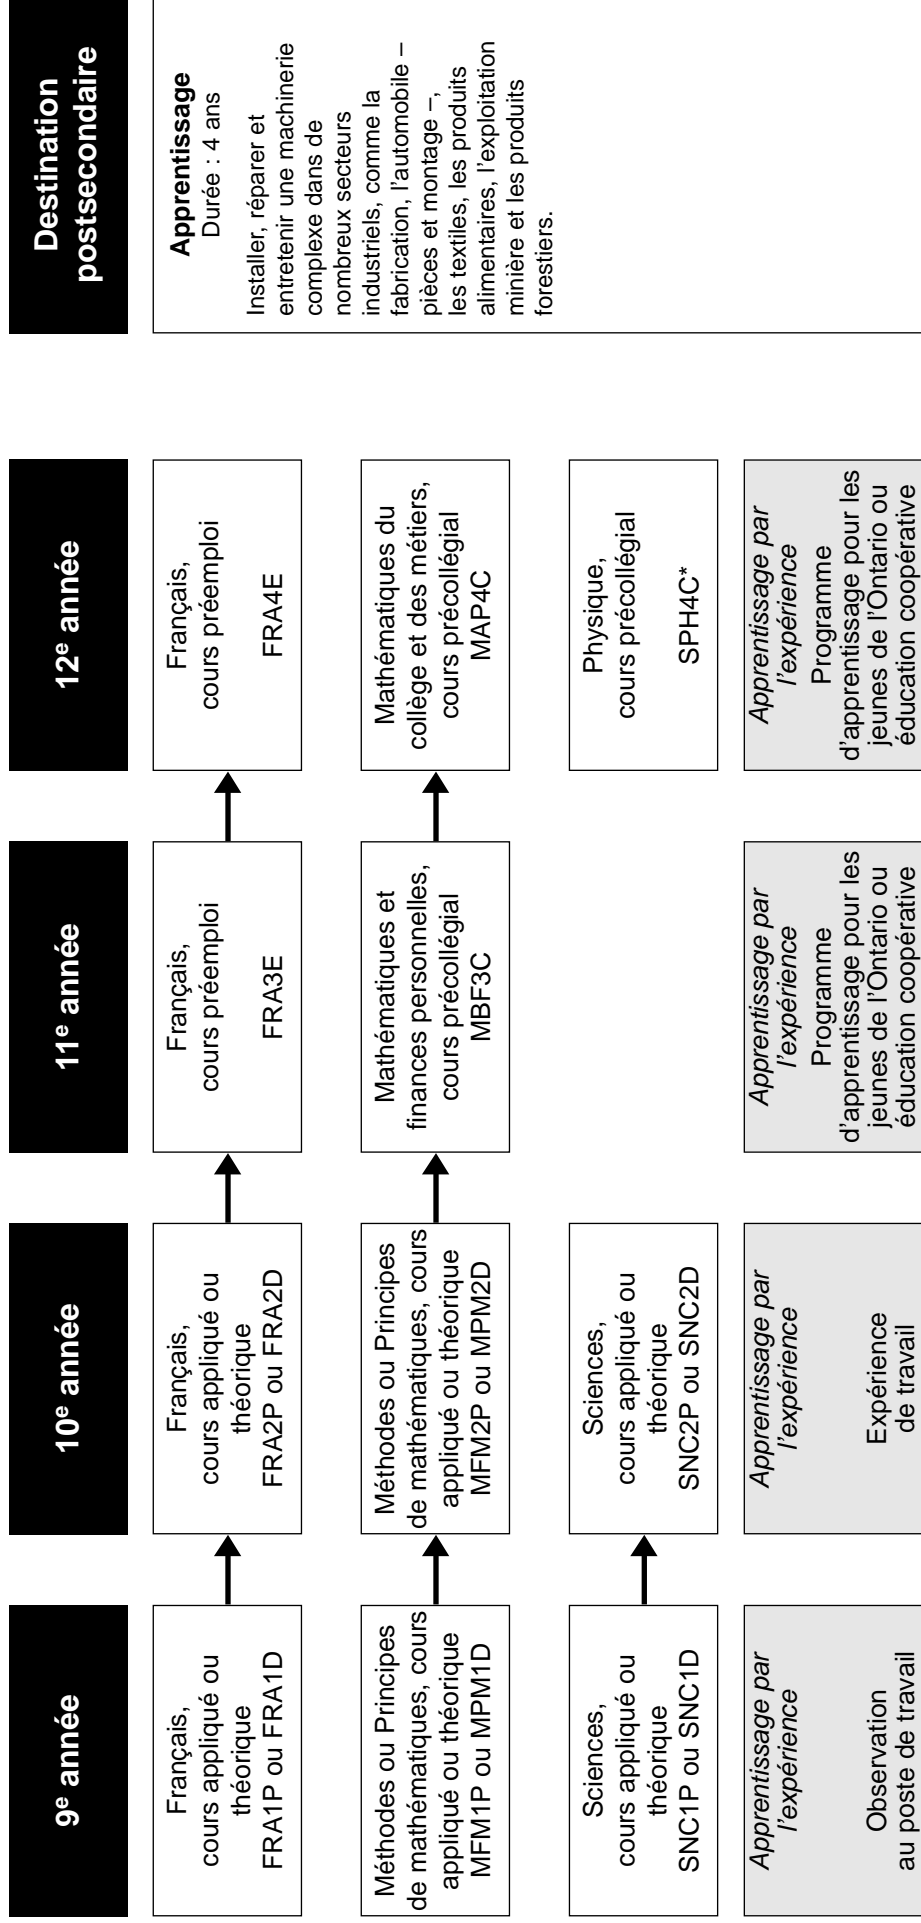 9e année
10e année
11e année
12e année
Destination
postsecondaire
Français,
cours appliqué ou
théorique
FRA1P ou FRA1D
Français,
cours appliqué ou
théorique
FRA2P ou FRA2D
Français,
cours préemploi
FRA3E
Français,
cours préemploi
FRA4E
Apprentissage
Durée : 4 ans
Installer, réparer et
entretenir une machinerie
complexe dans de
nombreux secteurs
industriels, comme la
fabrication, l'automobile –
pièces et montage –,
les textiles, les produits
alimentaires, l'exploitation
minière et les produits
forestiers.
Méthodes ou Principes
de mathématiques, cours
appliqué ou théorique
MFM1P ou MPM1D
Méthodes ou Principes
de mathématiques, cours
appliqué ou théorique
MFM2P ou MPM2D
Mathématiques et
finances personnelles,
cours précollégial
MBF3C
Mathématiques du
collège et des métiers,
cours précollégial
MAP4C
Sciences,
cours appliqué ou
théorique
SNC1P ou SNC1D
Sciences,
cours appliqué ou
théorique
SNC2P ou SNC2D
Physique,
cours précollégial
SPH4C*
Apprentissage par
l'expérience
Observation
au poste de travail
Apprentissage par
l'expérience
Expérience
de travail
Apprentissage par
l'expérience
Programme
d'apprentissage pour les
jeunes de l'Ontario ou
éducation coopérative
Apprentissage par
l'expérience
Programme
d'apprentissage pour les
jeunes de l'Ontario ou
éducation coopérative